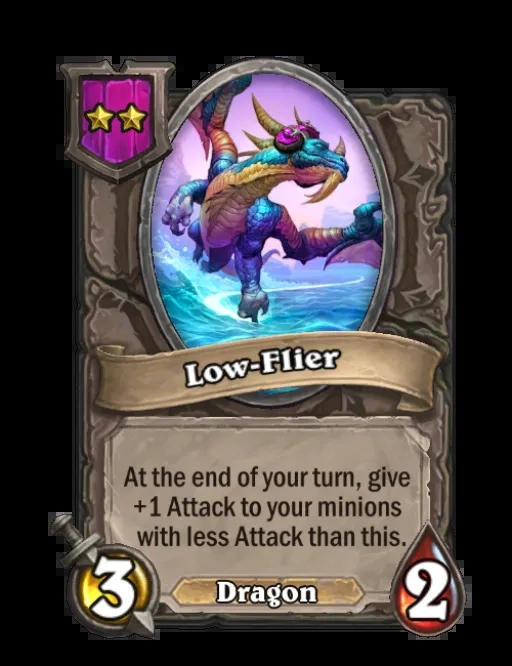 Low-Flier
At the end of your turn, give
+1 Attack to your minions
with less Attack than this.
3
Dragon
2